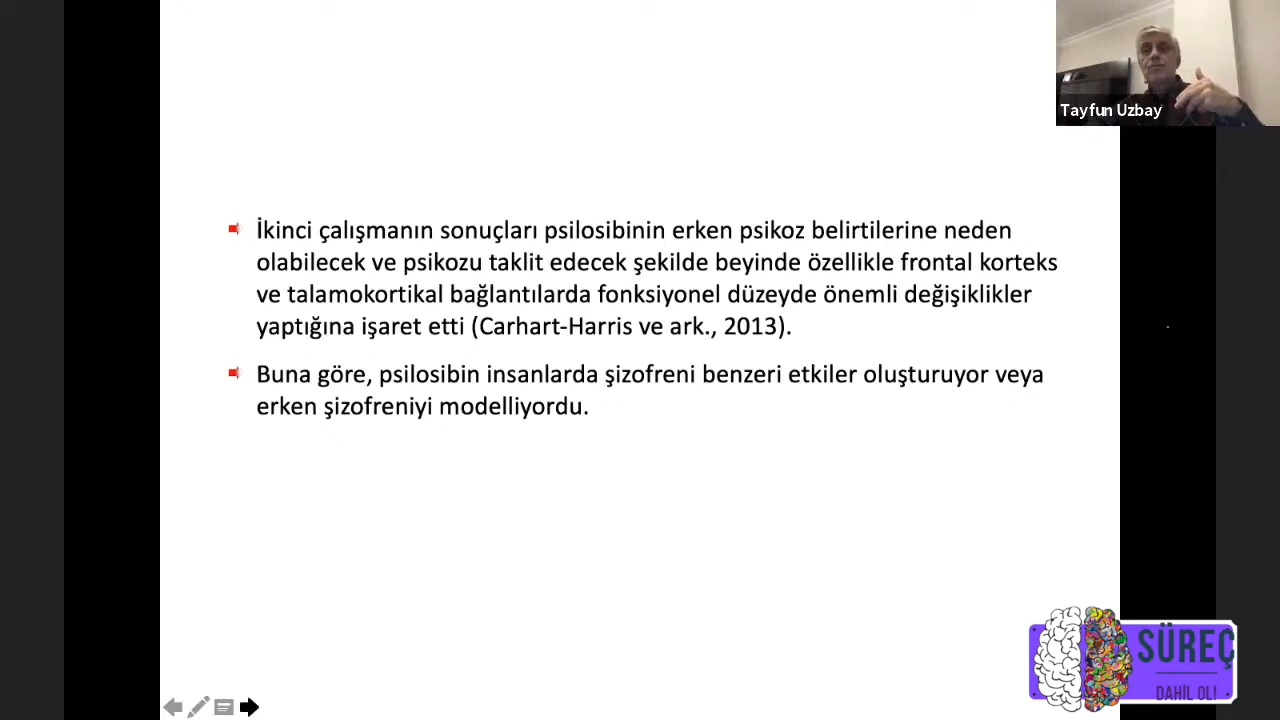 Tayfun Uzbay
İkinci çalışmanın sonuçları psilosibinin erken psikoz belirtilerine neden
olabilecek ve psikozu taklit edecek şekilde beyinde özellikle frontal korteks
ve talamokortikal bağlantılarda fonksiyonel düzeyde önemli değişiklikler
yaptığına işaret etti (Carhart-Harris ve ark., 2013).
Buna göre, psilosibin insanlarda şizofreni benzeri etkiler oluşturuyor veya
erken şizofreniyi modelliyordu.
SÜREÇ
DAHİL OL!